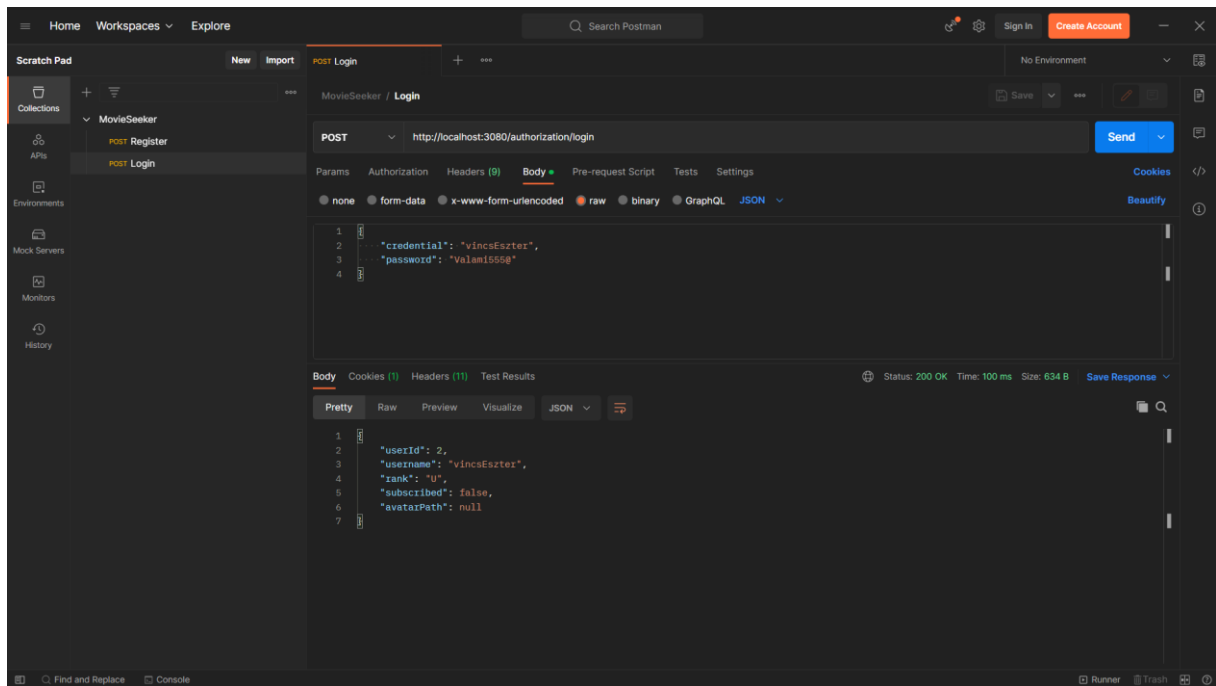 Home Workspaces Explore Search Postman Sign In Create Account
Scratch Pad New Import POST Login No Environment
Collections
MovieSeeker / Login Save
MovieSeeker
POST Register
POST Login
APIs
Environments
Mock Servers
Monitors
History
POST http://localhost:3080/authorization/login Send
Params Authorization Headers (9) Body Pre-request Script Tests Settings Cookies
none form-data x-www-form-urlencoded raw binary GraphQL JSON Beautify
1 {
2 "credential": "vincsEszter",
3 "password": "Valami555@"
4 }
Body Cookies (1) Headers (11) Test Results Status: 200 OK Time: 100 ms Size: 634 B Save Response
Pretty Raw Preview Visualize JSON
1 {
2 "userId": 2,
3 "username": "vincsEszter",
4 "rank": "U",
5 "subscribed": false,
6 "avatarPath": null
7 }
Find and Replace Console Runner Trash